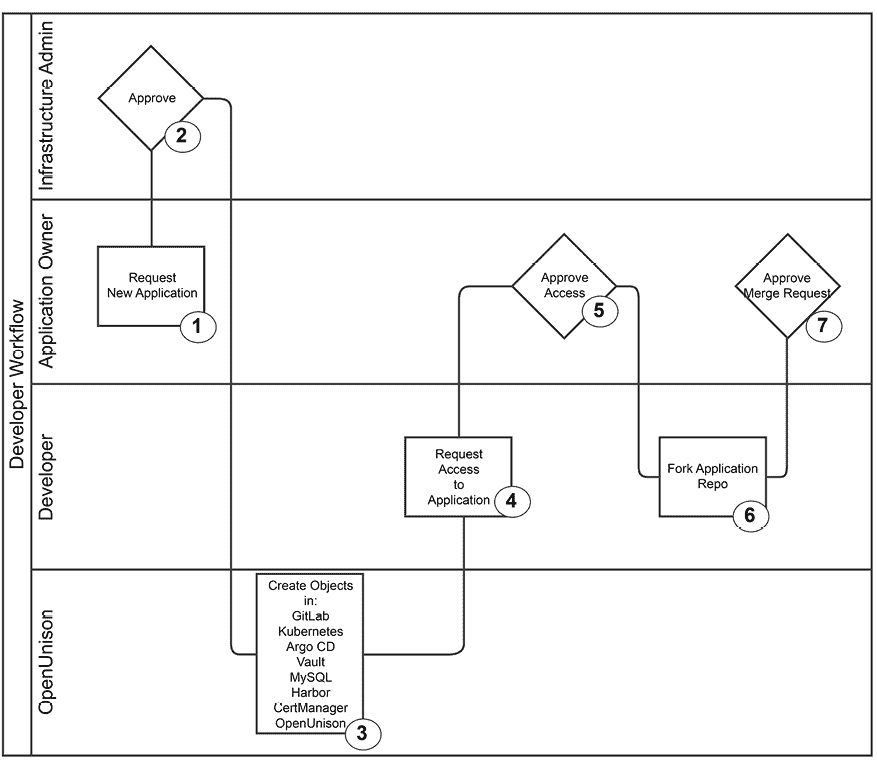 Developer Workflow
Infrastructure Admin
Approve
2
Application Owner
Request
New Application
1
Approve
Access
5
Approve
Merge Request
7
Developer
Request
Access
to
Application
4
Fork Application
Repo
6
OpenUnison
Create Objects
in:
GitLab
Kubernetes
Argo CD
Vault
MySQL
Harbor
CertManager
OpenUnison
3